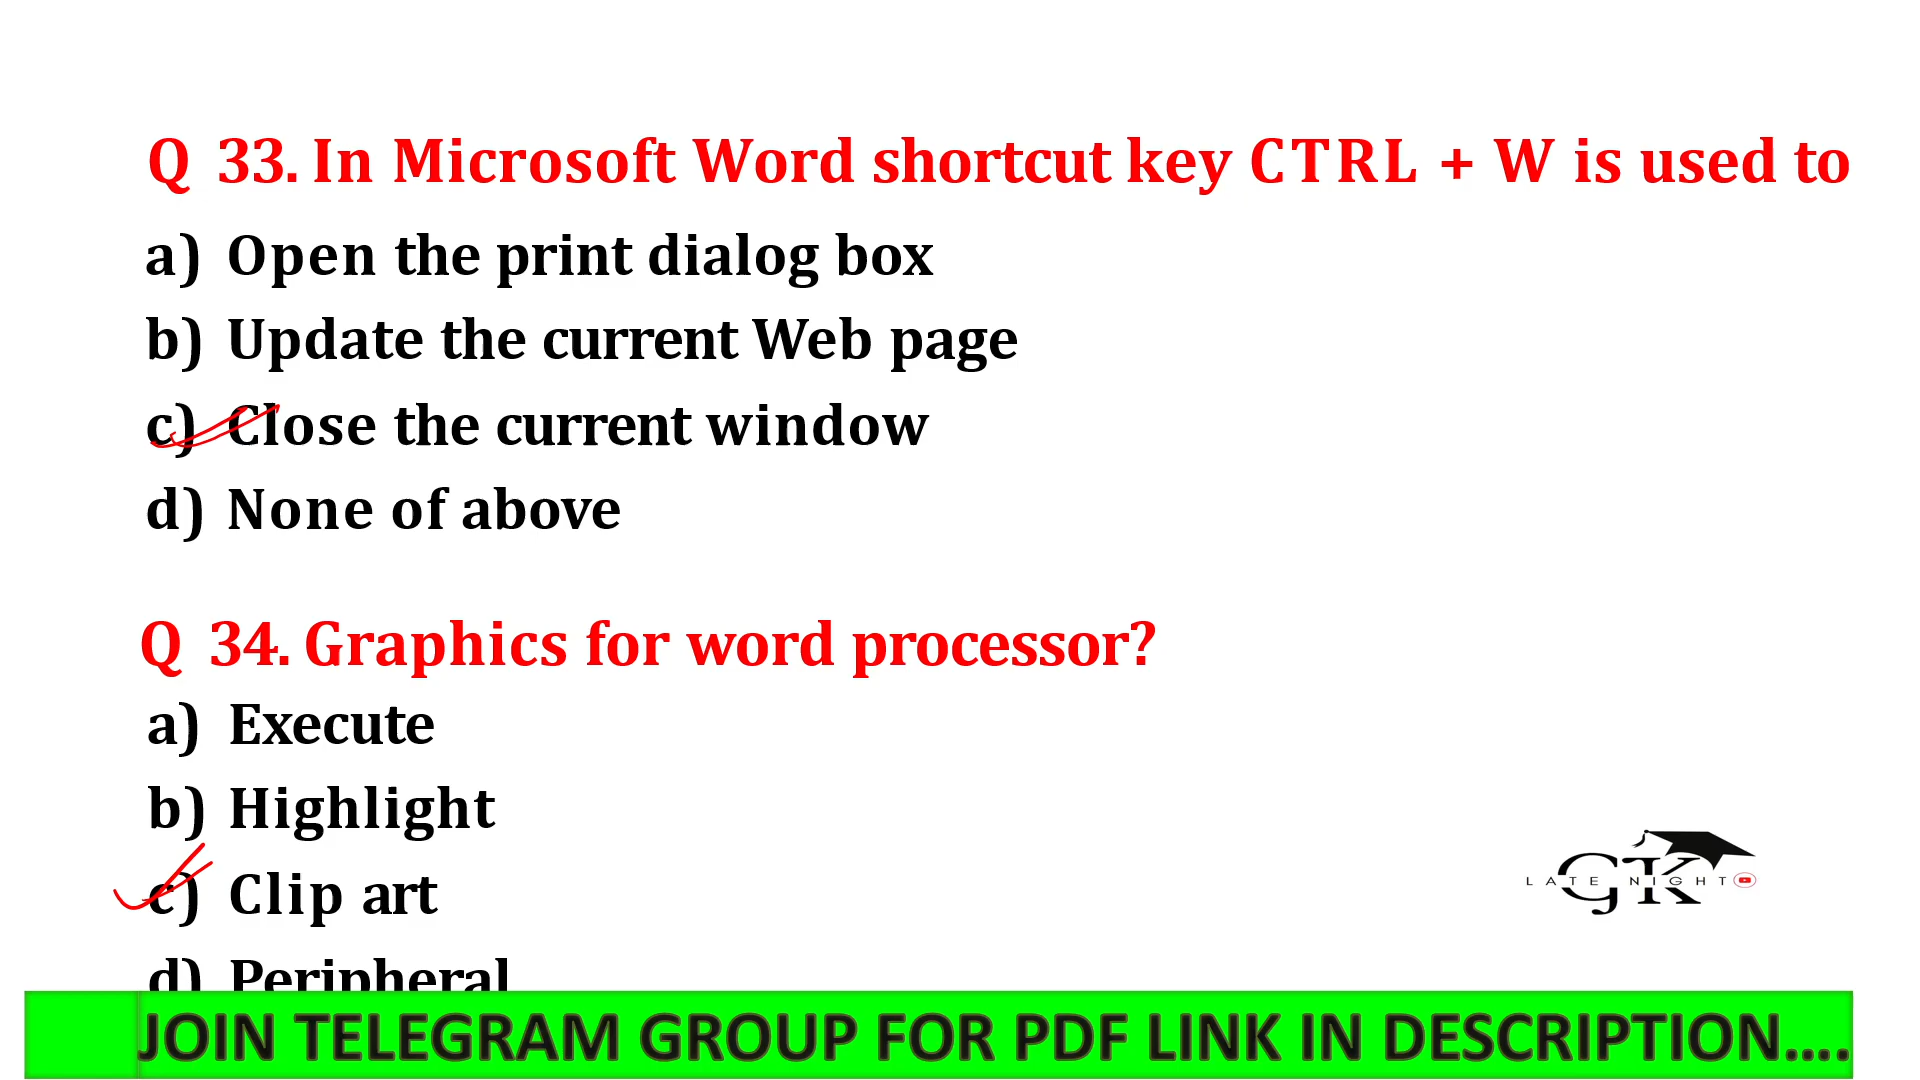 Q 33. In Microsoft Word shortcut key CTRL + W is used to
a) Open the print dialog box
b) Update the current Web page
c) Close the current window
d) None of above
Q 34. Graphics for word processor?
a) Execute
b) Highlight
c) Clip art
GK
LATE NIGHT
d) Peripheral
JOIN TELEGRAM GROUP FOR PDF LINK IN DESCRIPTION....